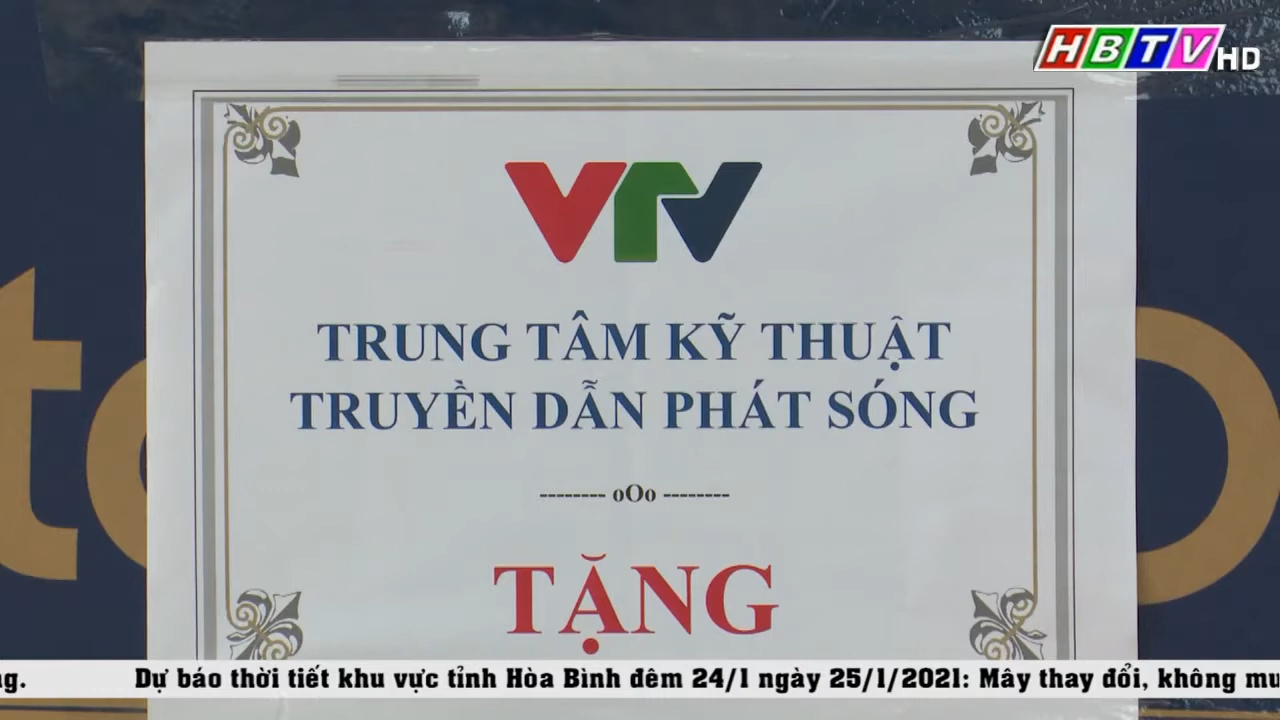 HBTV HD
VTV
TRUNG TÂM KỸ THUẬT
TRUYỀN DẪN PHÁT SÓNG
-------- oOo --------
TẶNG
Dự báo thời tiết khu vực tỉnh Hòa Bình đêm 24/1 ngày 25/1/2021: Mây thay đổi, không